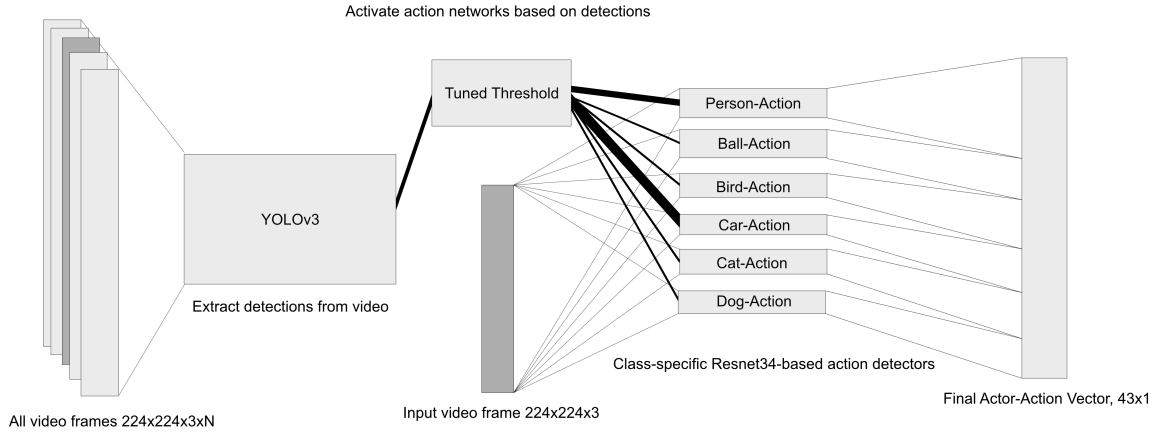 Activate action networks based on detections
Tuned Threshold
Person-Action
Ball-Action
Bird-Action
Car-Action
Cat-Action
Dog-Action
YOLOv3
Extract detections from video
Class-specific Resnet34-based action detectors
All video frames 224x224x3xN
Input video frame 224x224x3
Final Actor-Action Vector, 43x1